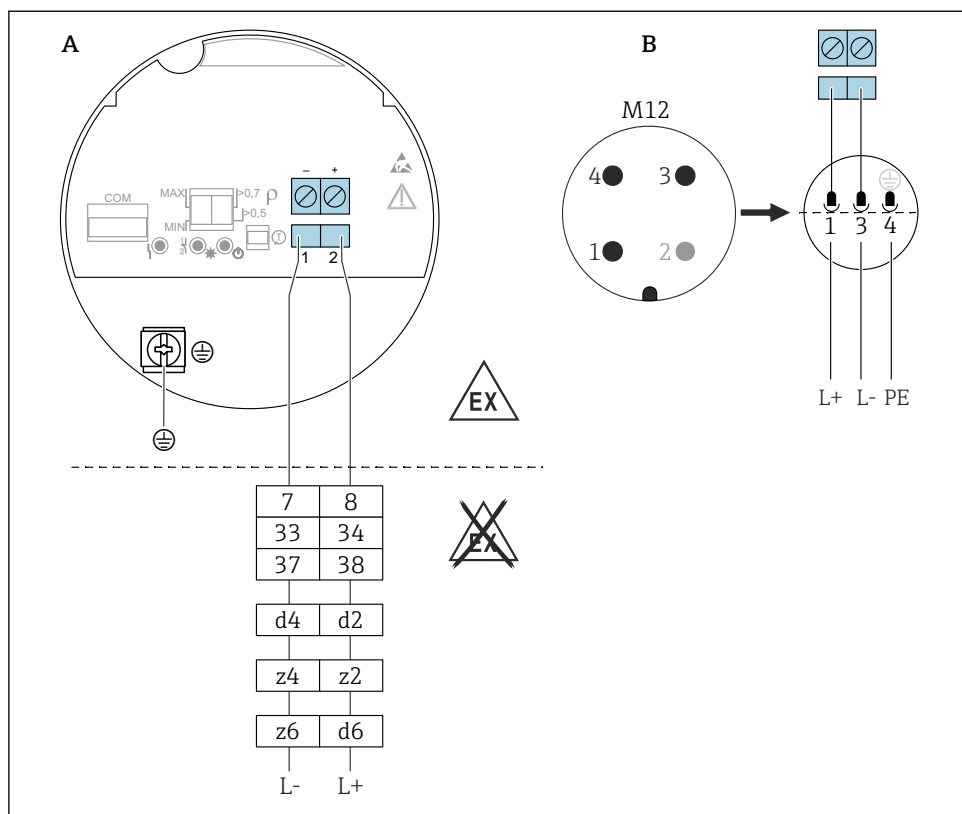 A
B
M12
4
3
1
2
1 3 4
L+ L- PE
- +
COM
MAX
MIN
>0,7
>0,5
ρ
1 2
EX
7 8
33 34
37 38
EX
d4 d2
z4 z2
z6 d6
L- L+